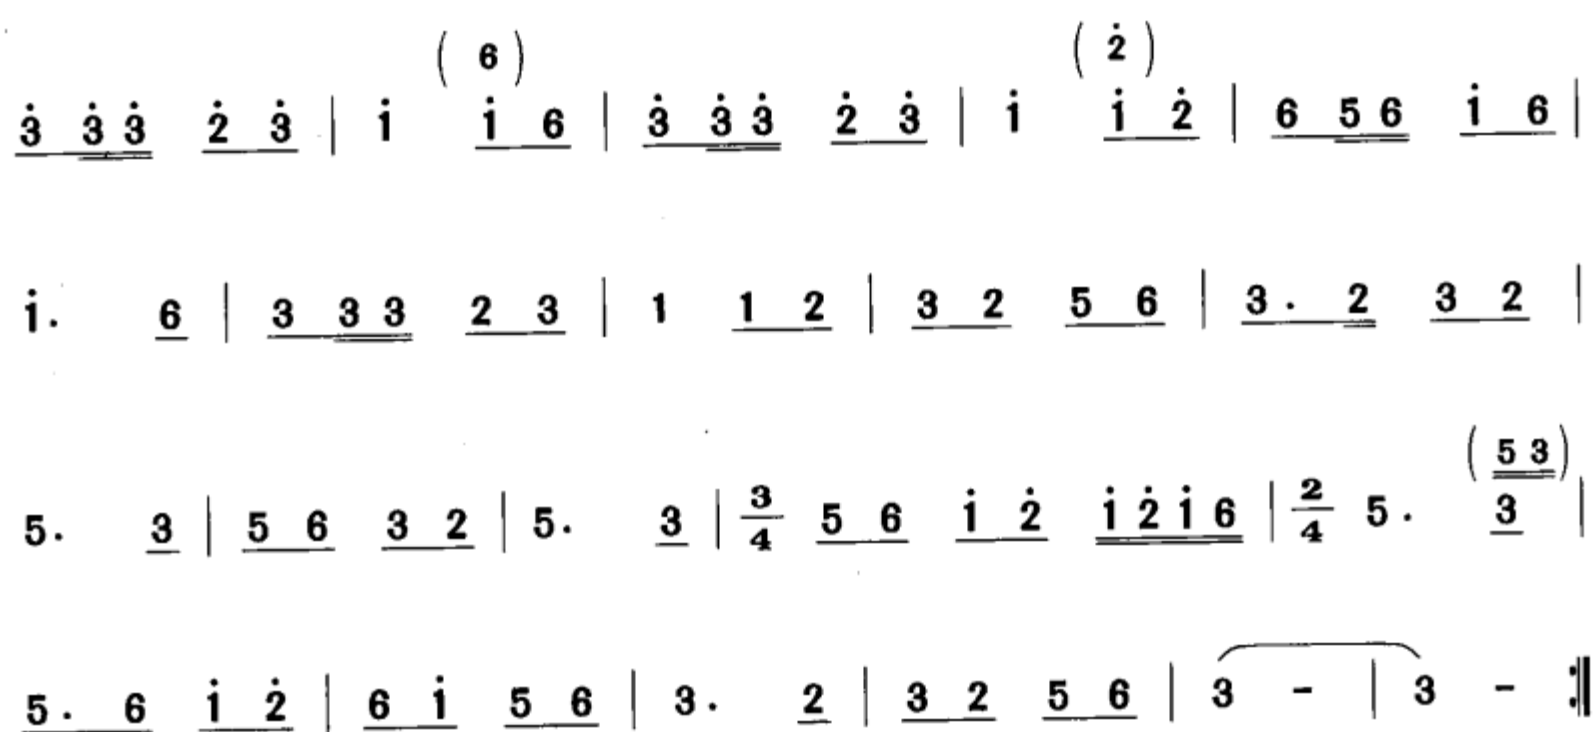 ( 6 ) ( 2̇ )
3̇ 3̇ 3̇ 2̇ 3̇ | 1̇ 1̇ 6 | 3̇ 3̇ 3̇ 2̇ 3̇ | 1̇ 1̇ 2̇ | 6 5 6 1̇ 6 |
1̇. 6 | 3 3 3 2 3 | 1 1 2 | 3 2 5 6 | 3 . 2 3 2 |
( 5 3 )
5. 3 | 5 6 3 2 | 5. 3 | 3/4 5 6 1̇ 2̇ 1̇ 2̇ 1̇ 6 | 2/4 5 . 3 |
5 . 6 1̇ 2̇ | 6 1̇ 5 6 | 3 . 2 | 3 2 5 6 | 3 - | 3 - :‖